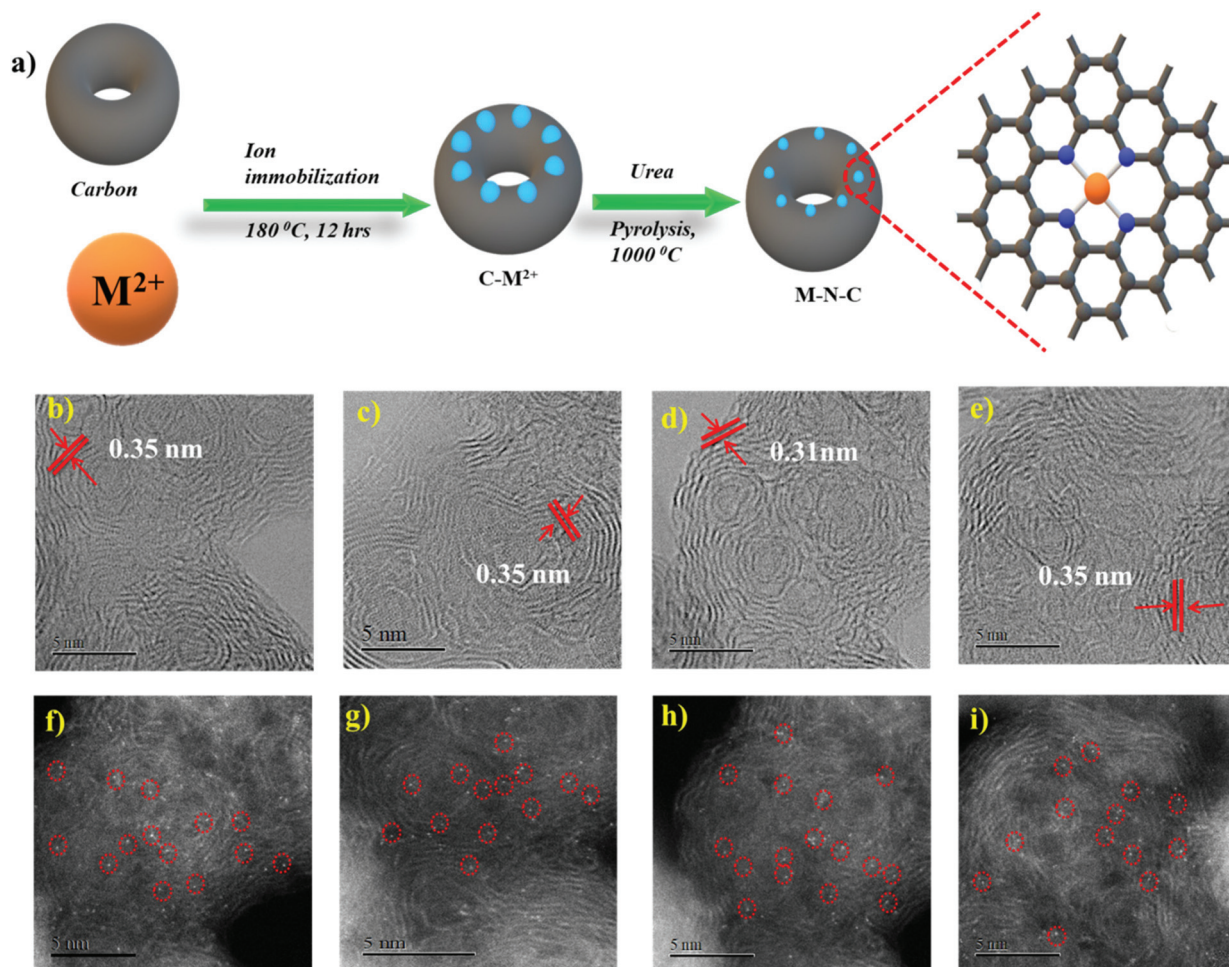 a)
Carbon
M²⁺
Ion
immobilization
180 ⁰C, 12 hrs
C-M²⁺
Urea
Pyrolysis,
1000 ⁰C
M-N-C
b)
0.35 nm
5 nm
c)
0.35 nm
5 nm
d)
0.31nm
5 nm
e)
0.35 nm
5 nm
f)
5 nm
g)
5 nm
h)
5 nm
i)
5 nm